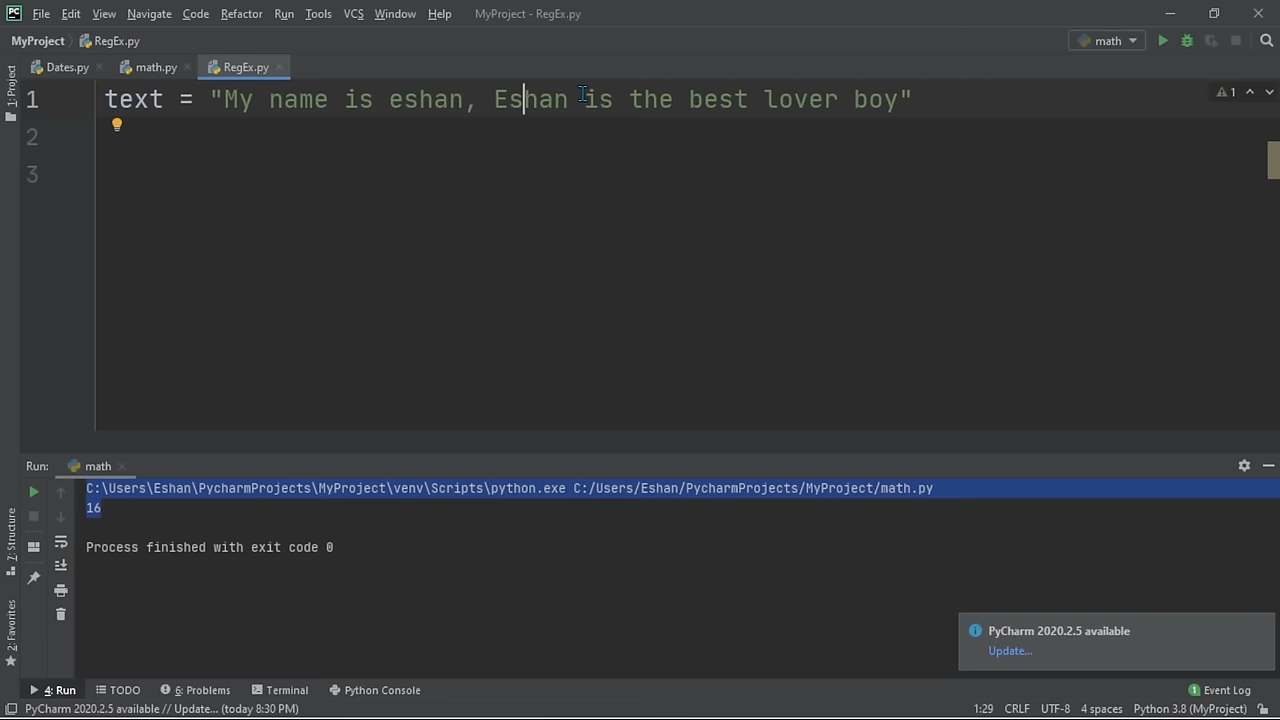 PC File Edit View Navigate Code Refactor Run Tools VCS Window Help MyProject - RegEx.py
MyProject RegEx.py math
Dates.py math.py RegEx.py
1: Project
1 text = "My name is eshan, Eshan is the best lover boy" 1
2
3
Run: math
C:\Users\Eshan\PycharmProjects\MyProject\venv\Scripts\python.exe C:/Users/Eshan/PycharmProjects/MyProject/math.py
16
Process finished with exit code 0
7: Structure
2: Favorites
PyCharm 2020.2.5 available
Update...
4: Run TODO 6: Problems Terminal Python Console 1 Event Log
PyCharm 2020.2.5 available // Update... (today 8:30 PM) 1:29 CRLF UTF-8 4 spaces Python 3.8 (MyProject)